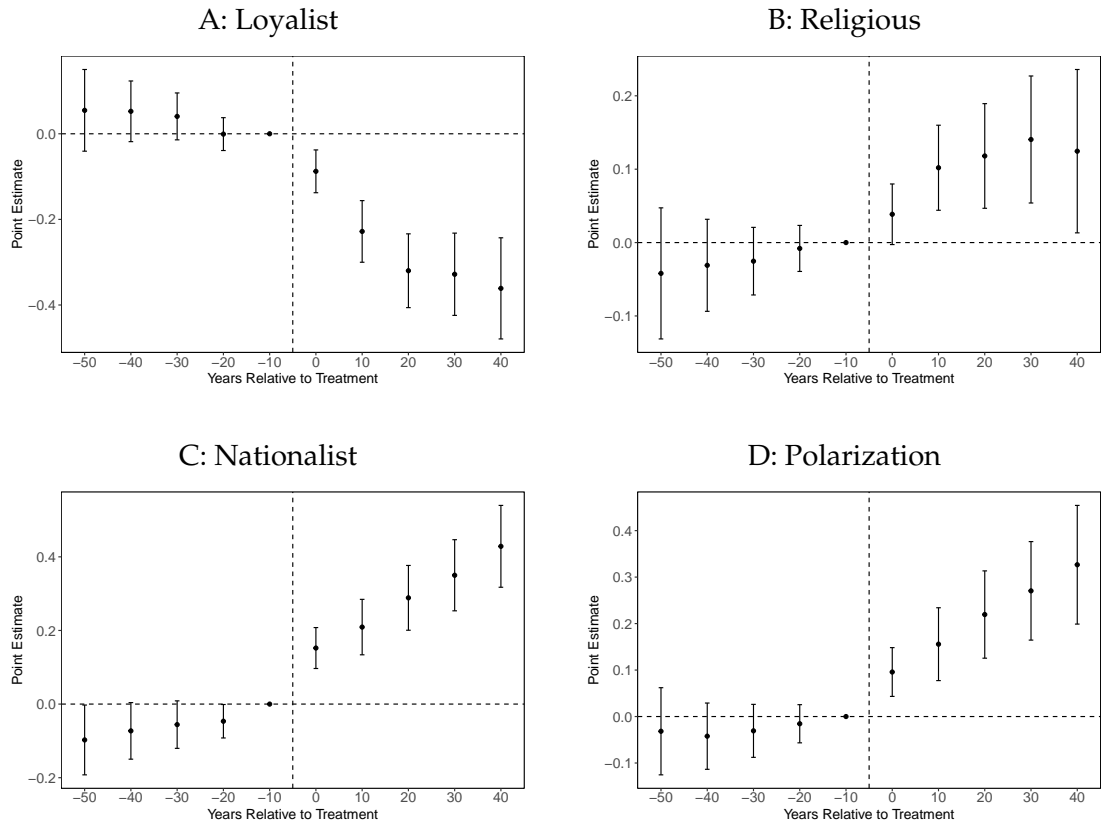 A: Loyalist
B: Religious
0.0
−0.2
−0.4
Point Estimate
−50 −40 −30 −20 −10 0 10 20 30 40
Years Relative to Treatment
0.2
0.1
0.0
−0.1
Point Estimate
−50 −40 −30 −20 −10 0 10 20 30 40
Years Relative to Treatment
C: Nationalist
D: Polarization
0.4
0.2
0.0
−0.2
Point Estimate
−50 −40 −30 −20 −10 0 10 20 30 40
Years Relative to Treatment
0.4
0.3
0.2
0.1
0.0
−0.1
Point Estimate
−50 −40 −30 −20 −10 0 10 20 30 40
Years Relative to Treatment